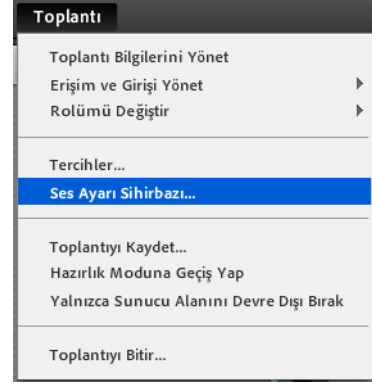 Toplantı
Toplantı Bilgilerini Yönet
Erişim ve Girişi Yönet
Rolümü Değiştir
Tercihler...
Ses Ayarı Sihirbazı...
Toplantıyı Kaydet...
Hazırlık Moduna Geçiş Yap
Yalnızca Sunucu Alanını Devre Dışı Bırak
Toplantıyı Bitir...